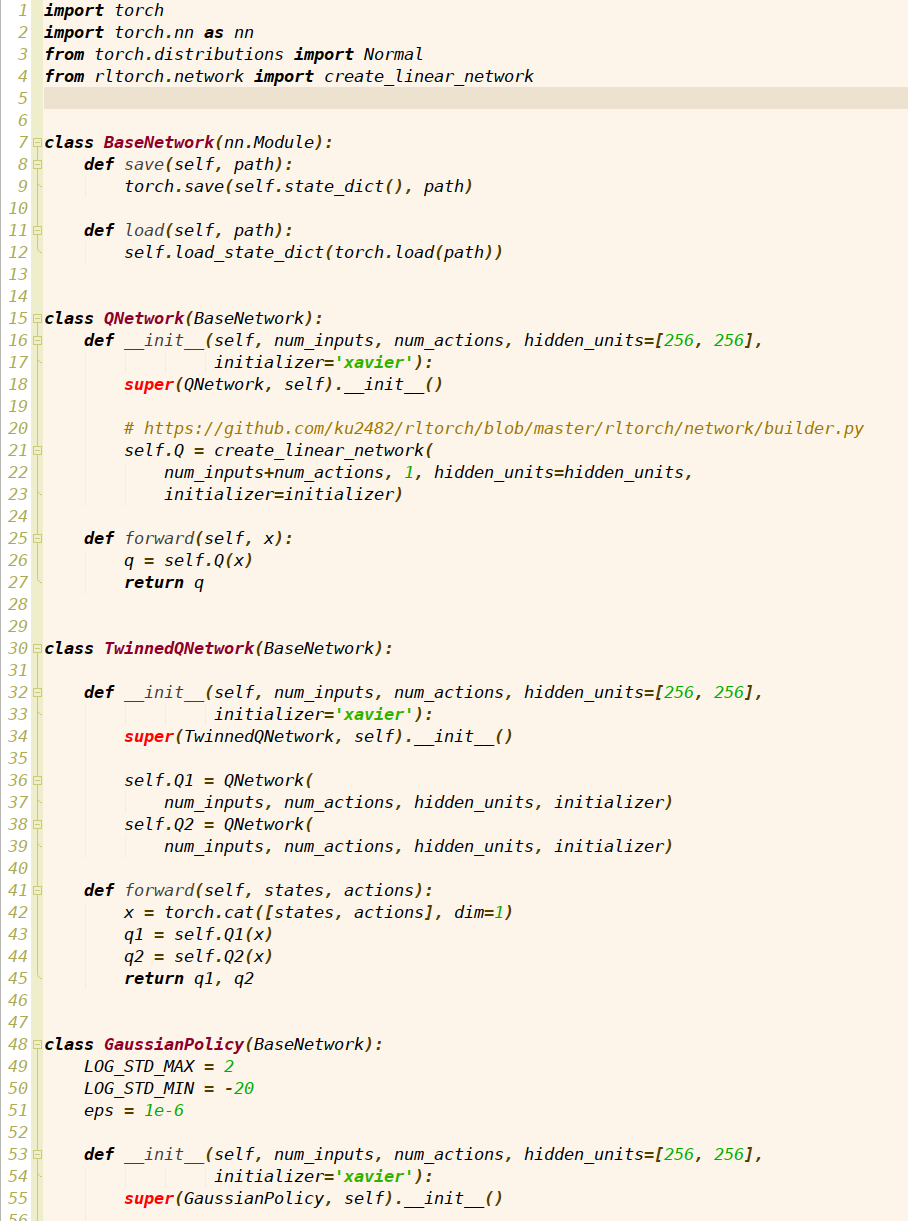 1 import torch
2 import torch.nn as nn
3 from torch.distributions import Normal
4 from rltorch.network import create_linear_network
5
6
7 class BaseNetwork(nn.Module):
8     def save(self, path):
9         torch.save(self.state_dict(), path)
10
11     def load(self, path):
12         self.load_state_dict(torch.load(path))
13
14
15 class QNetwork(BaseNetwork):
16     def __init__(self, num_inputs, num_actions, hidden_units=[256, 256],
17                  initializer='xavier'):
18         super(QNetwork, self).__init__()
19
20         # https://github.com/ku2482/rltorch/blob/master/rltorch/network/builder.py
21         self.Q = create_linear_network(
22             num_inputs+num_actions, 1, hidden_units=hidden_units,
23             initializer=initializer)
24
25     def forward(self, x):
26         q = self.Q(x)
27         return q
28
29
30 class TwinnedQNetwork(BaseNetwork):
31
32     def __init__(self, num_inputs, num_actions, hidden_units=[256, 256],
33                  initializer='xavier'):
34         super(TwinnedQNetwork, self).__init__()
35
36         self.Q1 = QNetwork(
37             num_inputs, num_actions, hidden_units, initializer)
38         self.Q2 = QNetwork(
39             num_inputs, num_actions, hidden_units, initializer)
40
41     def forward(self, states, actions):
42         x = torch.cat([states, actions], dim=1)
43         q1 = self.Q1(x)
44         q2 = self.Q2(x)
45         return q1, q2
46
47
48 class GaussianPolicy(BaseNetwork):
49     LOG_STD_MAX = 2
50     LOG_STD_MIN = -20
51     eps = 1e-6
52
53     def __init__(self, num_inputs, num_actions, hidden_units=[256, 256],
54                  initializer='xavier'):
55         super(GaussianPolicy, self).__init__()
56